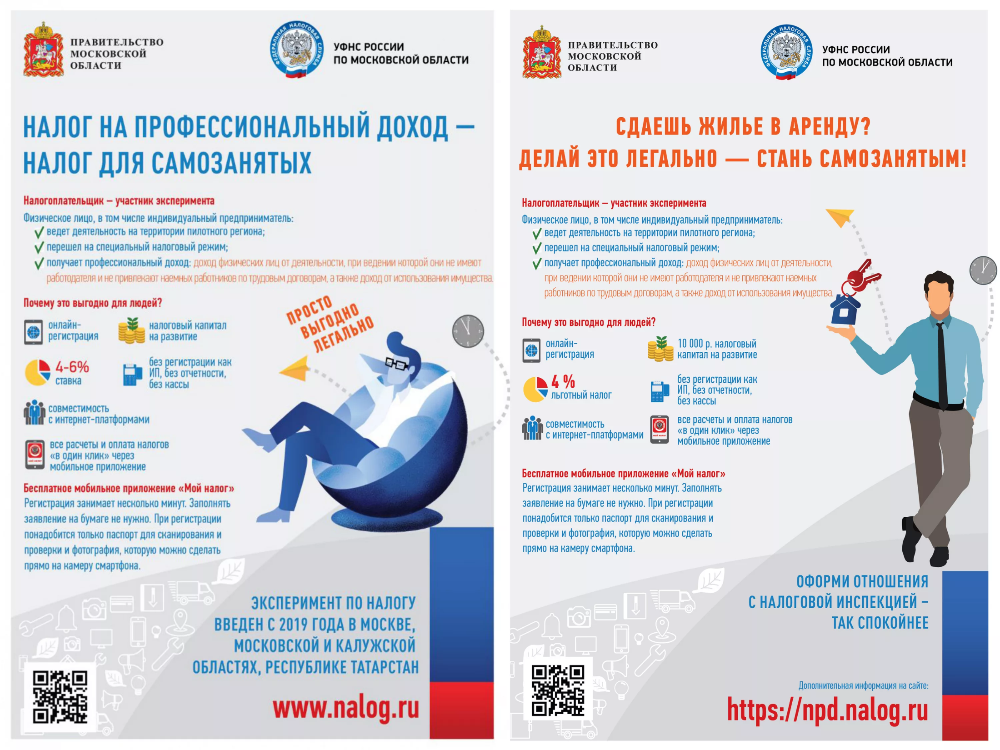 ПРАВИТЕЛЬСТВО
МОСКОВСКОЙ
ОБЛАСТИ
ФЕДЕРАЛЬНАЯ НАЛОГОВАЯ СЛУЖБА
УФНС РОССИИ
ПО МОСКОВСКОЙ ОБЛАСТИ
НАЛОГ НА ПРОФЕССИОНАЛЬНЫЙ ДОХОД –
НАЛОГ ДЛЯ САМОЗАНЯТЫХ
Налогоплательщик – участник эксперимента
Физическое лицо, в том числе индивидуальный предприниматель:
ведет деятельность на территории пилотного региона;
перешел на специальный налоговый режим;
получает профессиональный доход: доход физических лиц от деятельности, при ведении которой они не имеют
работодателя и не привлекают наемных работников по трудовым договорам, а также доход от использования имущества.
Почему это выгодно для людей?
онлайн-
регистрация
налоговый капитал
на развитие
4-6%
ставка
без регистрации как
ИП, без отчетности,
без кассы
совместимость
с интернет-платформами
все расчеты и оплата налогов
«в один клик» через
мобильное приложение
мой налог
ПРОСТО
ВЫГОДНО
ЛЕГАЛЬНО
Бесплатное мобильное приложение «Мой налог»
Регистрация занимает несколько минут. Заполнять
заявление на бумаге не нужно. При регистрации
понадобится только паспорт для сканирования и
проверки и фотография, которую можно сделать
прямо на камеру смартфона.
ЭКСПЕРИМЕНТ ПО НАЛОГУ
ВВЕДЕН С 2019 ГОДА В МОСКВЕ,
МОСКОВСКОЙ И КАЛУЖСКОЙ
ОБЛАСТЯХ, РЕСПУБЛИКЕ ТАТАРСТАН
www.nalog.ru
ПРАВИТЕЛЬСТВО
МОСКОВСКОЙ
ОБЛАСТИ
ФЕДЕРАЛЬНАЯ НАЛОГОВАЯ СЛУЖБА
УФНС РОССИИ
ПО МОСКОВСКОЙ ОБЛАСТИ
СДАЕШЬ ЖИЛЬЕ В АРЕНДУ?
ДЕЛАЙ ЭТО ЛЕГАЛЬНО — СТАНЬ САМОЗАНЯТЫМ!
Налогоплательщик – участник эксперимента
Физическое лицо, в том числе индивидуальный предприниматель:
ведет деятельность на территории пилотного региона;
перешел на специальный налоговый режим;
получает профессиональный доход: доход физических лиц от деятельности,
при ведении которой они не имеют работодателя и не привлекают наемных
работников по трудовым договорам, а также доход от использования имущества.
Почему это выгодно для людей?
онлайн-
регистрация
10 000 р. налоговый
капитал на развитие
4 %
льготный налог
без регистрации как
ИП, без отчетности,
без кассы
совместимость
с интернет-платформами
мой налог
все расчеты и оплата налогов
«в один клик» через
мобильное приложение
Бесплатное мобильное приложение «Мой налог»
Регистрация занимает несколько минут. Заполнять
заявление на бумаге не нужно. При регистрации
понадобится только паспорт для сканирования и
проверки и фотография, которую можно сделать
прямо на камеру смартфона.
ОФОРМИ ОТНОШЕНИЯ
С НАЛОГОВОЙ ИНСПЕКЦИЕЙ –
ТАК СПОКОЙНЕЕ
Дополнительная информация на сайте:
https://npd.nalog.ru